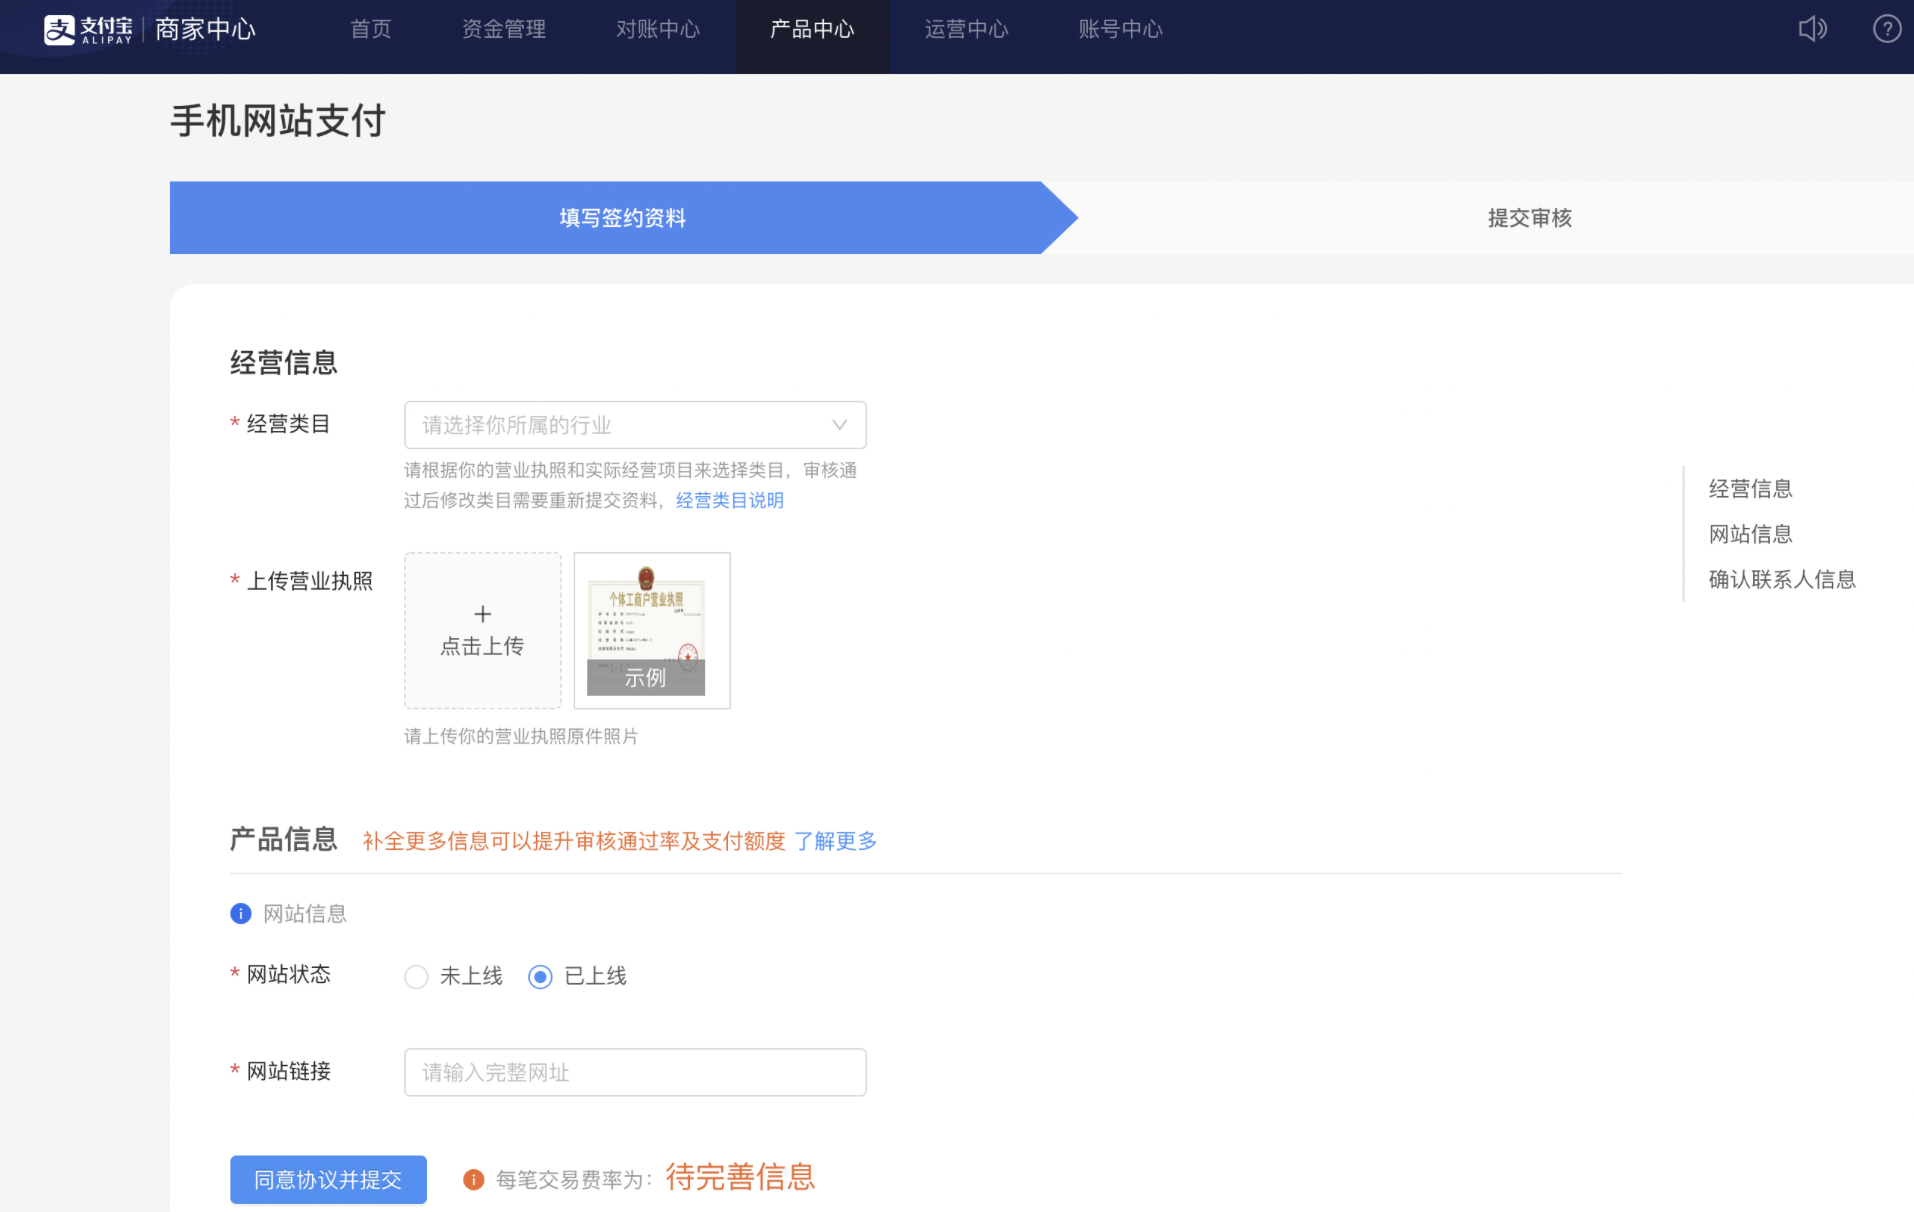 支付宝 ALIPAY 商家中心 首页 资金管理 对账中心 产品中心 运营中心 账号中心
手机网站支付
填写签约资料 提交审核
经营信息
* 经营类目 请选择你所属的行业
请根据你的营业执照和实际经营项目来选择类目，审核通
过后修改类目需要重新提交资料，经营类目说明
经营信息
网站信息
确认联系人信息
* 上传营业执照
+
点击上传
个体工商户营业执照
示例
请上传你的营业执照原件照片
产品信息 补全更多信息可以提升审核通过率及支付额度 了解更多
网站信息
* 网站状态 未上线 已上线
* 网站链接 请输入完整网址
同意协议并提交 每笔交易费率为：待完善信息